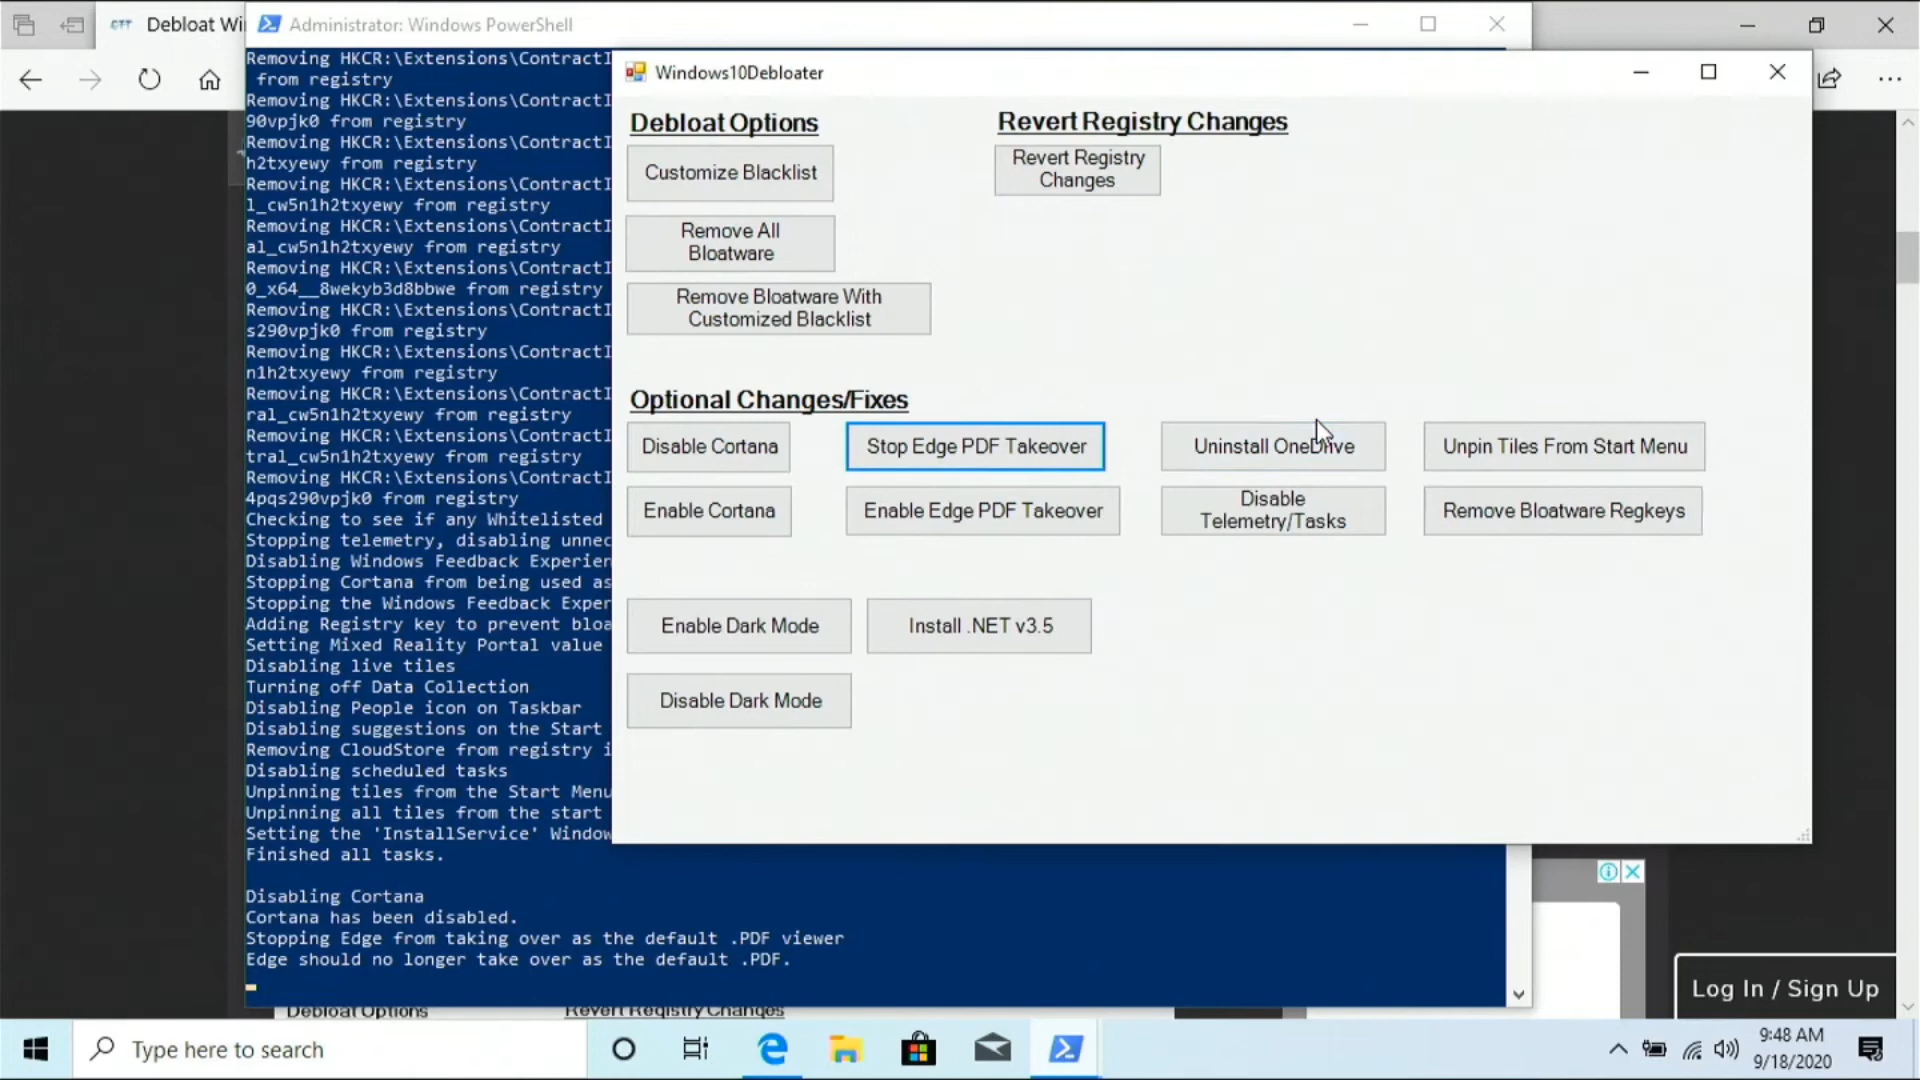 Debloat Wi
Administrator: Windows PowerShell
Removing HKCR:\Extensions\ContractI
from registry
Removing HKCR:\Extensions\ContractI
90vpjk0 from registry
Removing HKCR:\Extensions\ContractI
h2txyewy from registry
Removing HKCR:\Extensions\ContractI
l_cw5n1h2txyewy from registry
Removing HKCR:\Extensions\ContractI
al_cw5n1h2txyewy from registry
Removing HKCR:\Extensions\ContractI
0_x64__8wekyb3d8bbwe from registry
Removing HKCR:\Extensions\ContractI
s290vpjk0 from registry
Removing HKCR:\Extensions\ContractI
n1h2txyewy from registry
Removing HKCR:\Extensions\ContractI
ral_cw5n1h2txyewy from registry
Removing HKCR:\Extensions\ContractI
tral_cw5n1h2txyewy from registry
Removing HKCR:\Extensions\ContractI
4pqs290vpjk0 from registry
Checking to see if any Whitelisted
Stopping telemetry, disabling unnec
Disabling Windows Feedback Experien
Stopping Cortana from being used as
Stopping the Windows Feedback Exper
Adding Registry key to prevent bloa
Setting Mixed Reality Portal value
Disabling live tiles
Turning off Data Collection
Disabling People icon on Taskbar
Disabling suggestions on the Start
Removing CloudStore from registry i
Disabling scheduled tasks
Unpinning tiles from the Start Menu
Unpinning all tiles from the start
Setting the 'InstallService' Window
Finished all tasks.
Disabling Cortana
Cortana has been disabled.
Stopping Edge from taking over as the default .PDF viewer
Edge should no longer take over as the default .PDF.
Windows10Debloater
Debloat Options
Revert Registry Changes
Customize Blacklist
Revert Registry
Changes
Remove All
Bloatware
Remove Bloatware With
Customized Blacklist
Optional Changes/Fixes
Disable Cortana
Stop Edge PDF Takeover
Uninstall OneDrive
Unpin Tiles From Start Menu
Enable Cortana
Enable Edge PDF Takeover
Disable
Telemetry/Tasks
Remove Bloatware Regkeys
Enable Dark Mode
Install .NET v3.5
Disable Dark Mode
Log In / Sign Up
Debloat Options
Revert Registry Changes
Type here to search
9:48 AM
9/18/2020